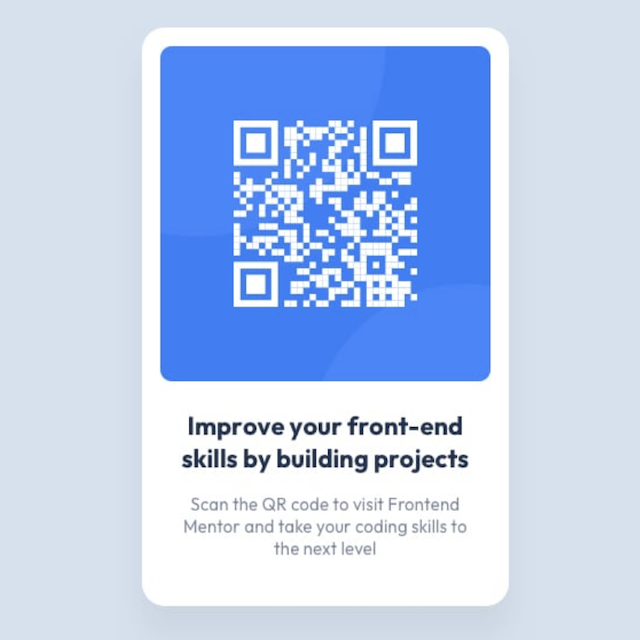 Improve your front-end
skills by building projects
Scan the QR code to visit Frontend
Mentor and take your coding skills to
the next level